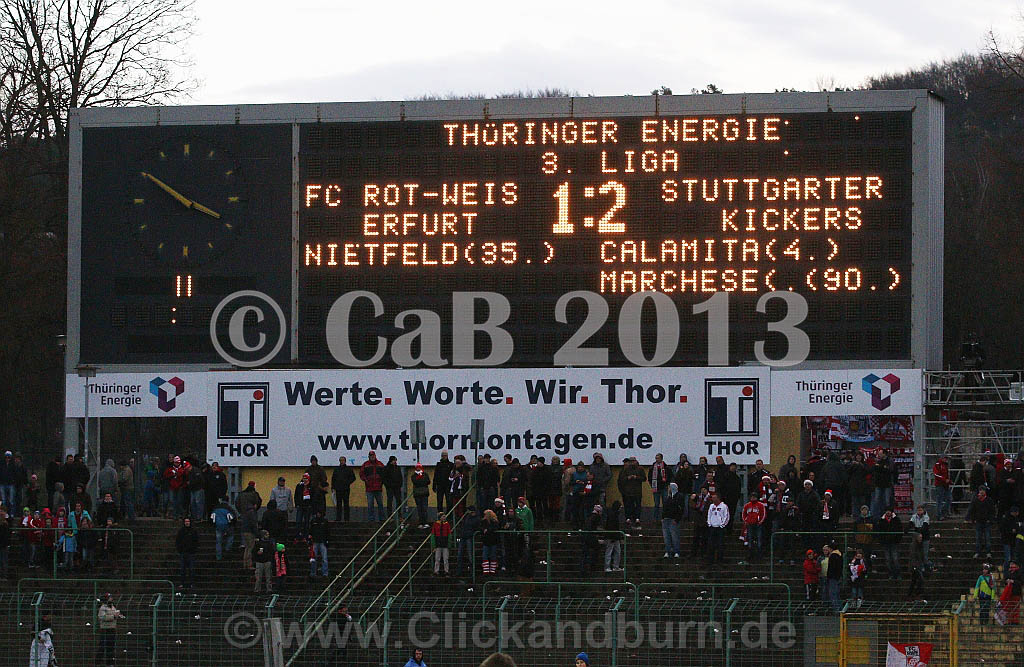 THÜRINGER ENERGIE
3. LIGA
FC ROT-WEIS 1:2 STUTTGARTER
ERFURT KICKERS
NIETFELD(35.) CALAMITA(4.)
MARCHESE(.(90.)
© CaB 2013
Thüringer
Energie
Ti
THOR
Werte. Worte. Wir. Thor.
www.thormontagen.de
Ti
THOR
Thüringer
Energie
©www.Clickandburn.de